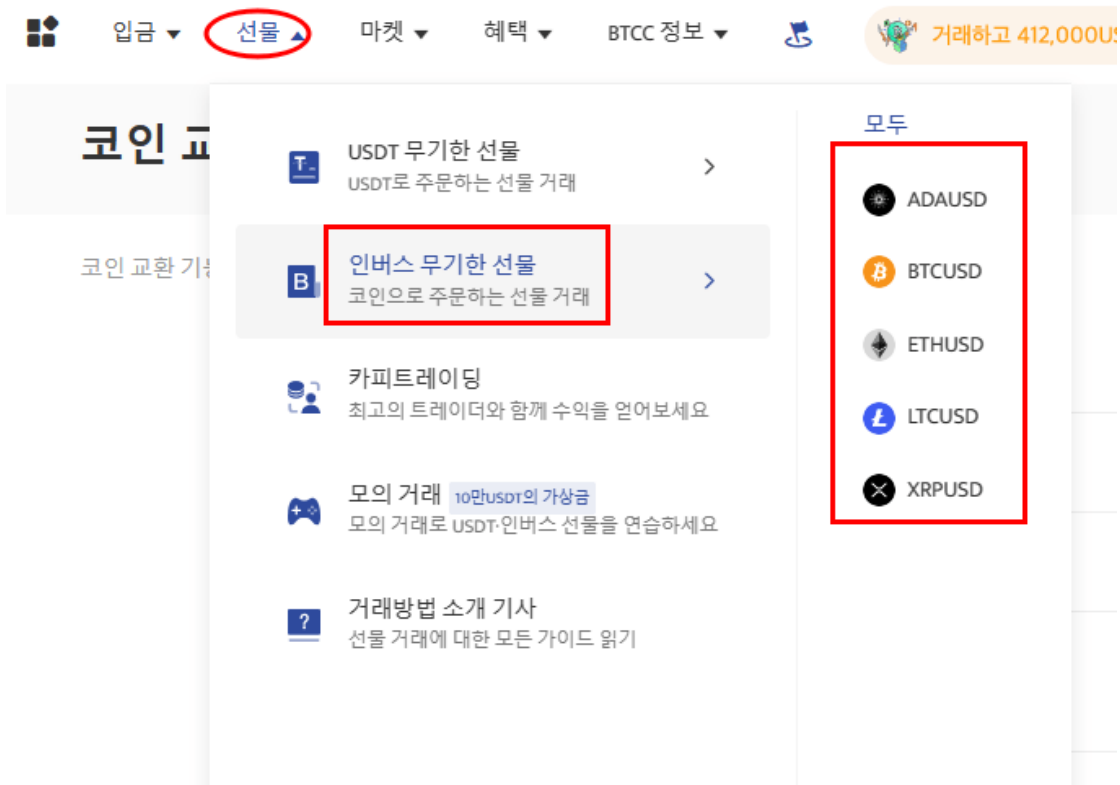 입금 선물 마켓 혜택 BTCC 정보 거래하고 412,000US
코인 교
코인 교환 기능
USDT 무기한 선물
USDT로 주문하는 선물 거래
인버스 무기한 선물
코인으로 주문하는 선물 거래
카피트레이딩
최고의 트레이더와 함께 수익을 얻어보세요
모의 거래 10만USDT의 가상금
모의 거래로 USDT·인버스 선물을 연습하세요
거래방법 소개 기사
선물 거래에 대한 모든 가이드 읽기
모두
ADAUSD
BTCUSD
ETHUSD
LTCUSD
XRPUSD